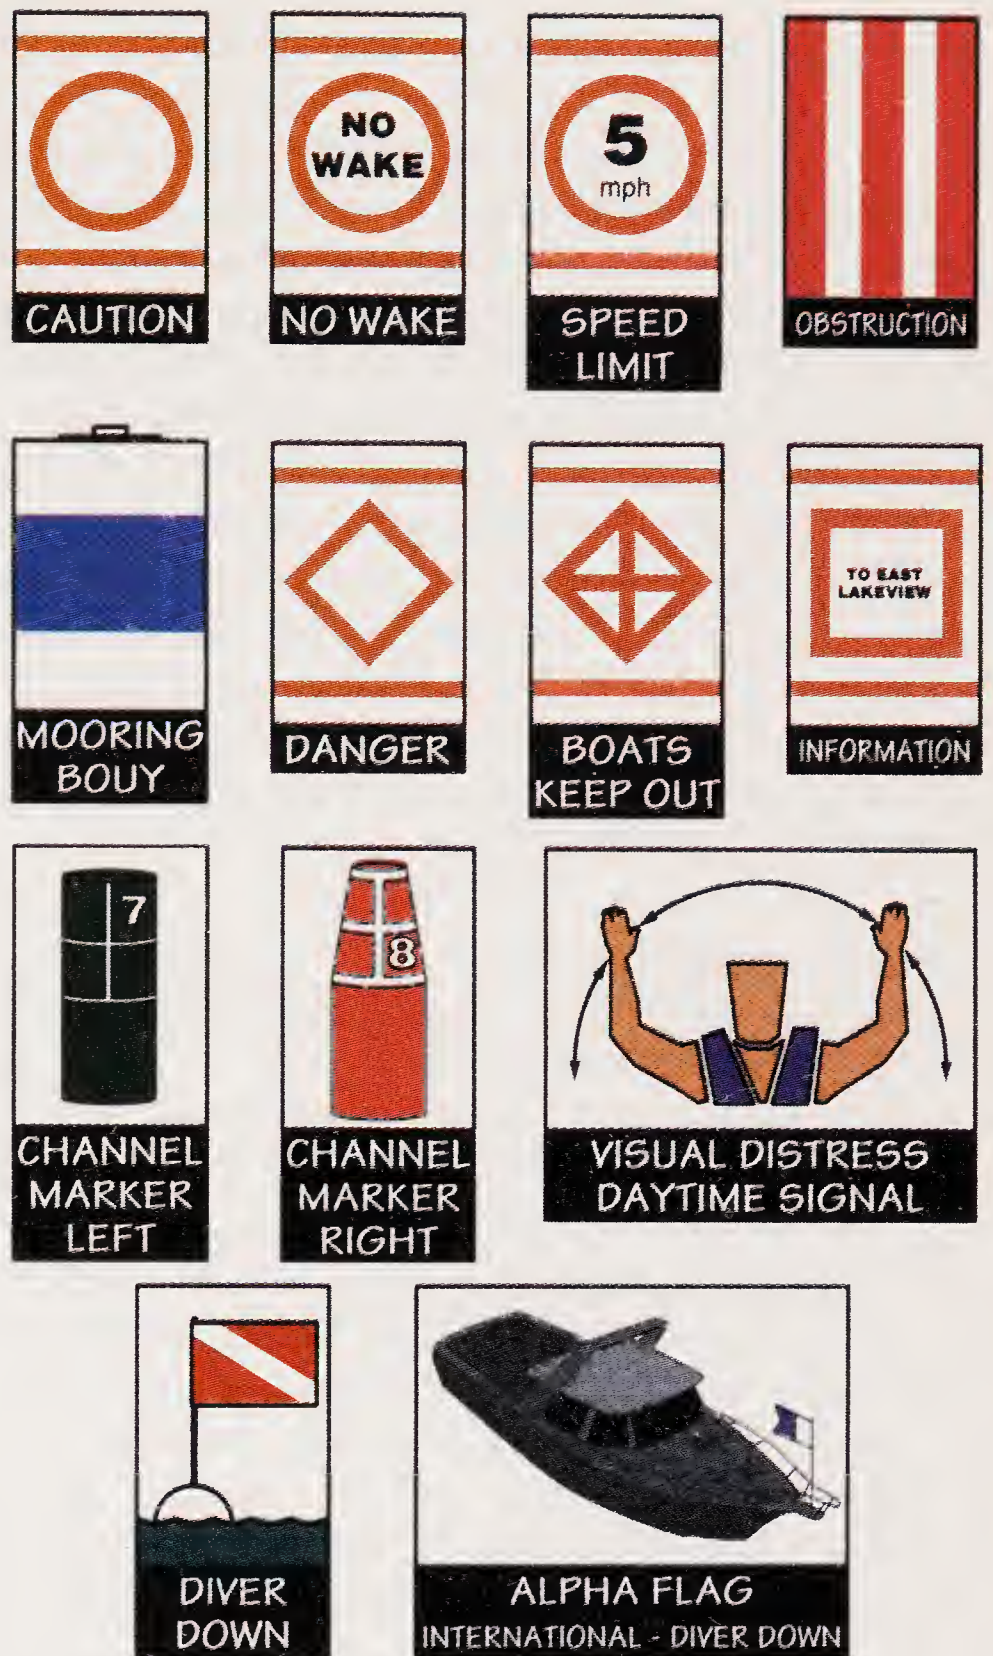 NO
WAKE
5
mph
CAUTION
NO WAKE
SPEED
LIMIT
OBSTRUCTION
TO EAST
LAKEVIEW
MOORING
BOUY
DANGER
BOATS
KEEP OUT
INFORMATION
7
8
CHANNEL
MARKER
LEFT
CHANNEL
MARKER
RIGHT
VISUAL DISTRESS
DAYTIME SIGNAL
DIVER
DOWN
ALPHA FLAG
INTERNATIONAL - DIVER DOWN